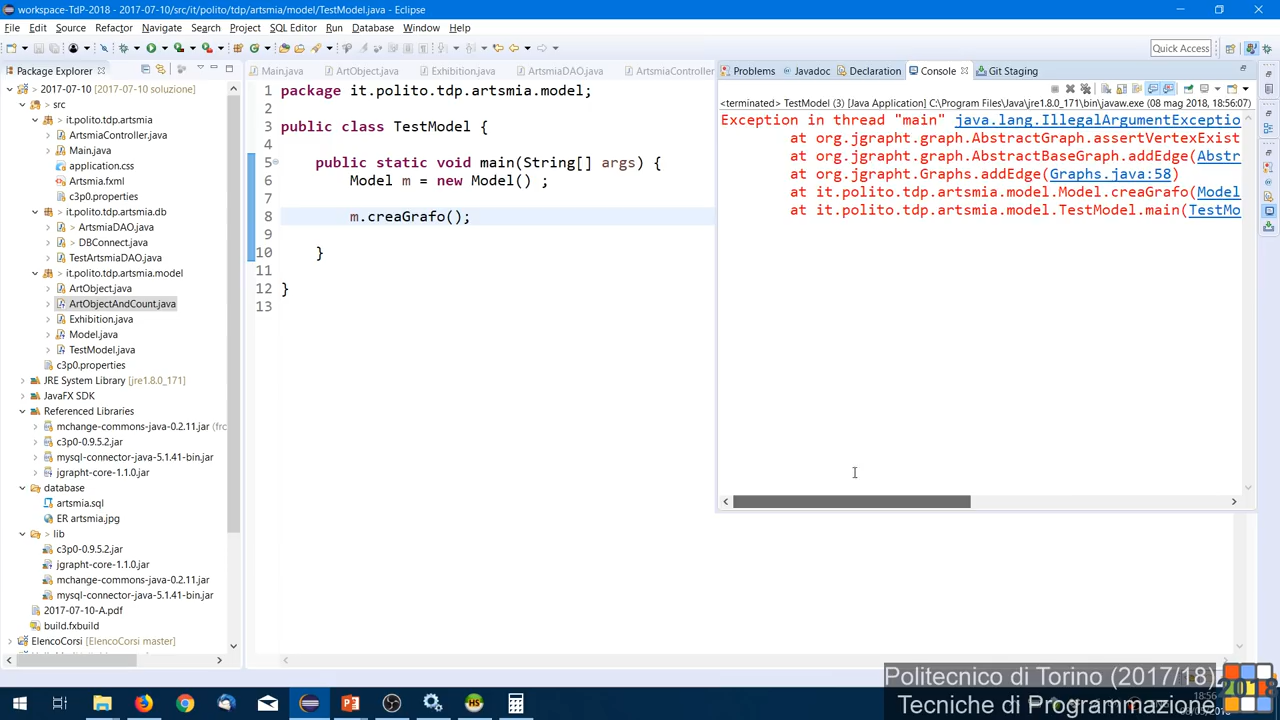 workspace-TdP-2018 - 2017-07-10/src/it/polito/tdp/artsmia/model/TestModel.java - Eclipse
File Edit Source Refactor Navigate Search Project SQL Editor Run Database Window Help
Quick Access
Package Explorer
2017-07-10 [2017-07-10 soluzione]
> src
it.polito.tdp.artsmia
ArtsmiaController.java
Main.java
application.css
Artsmia.fxml
c3p0.properties
it.polito.tdp.artsmia.db
> ArtsmiaDAO.java
> DBConnect.java
TestArtsmiaDAO.java
> it.polito.tdp.artsmia.model
ArtObject.java
ArtObjectAndCount.java
Exhibition.java
Model.java
TestModel.java
c3p0.properties
JRE System Library [jre1.8.0_171]
JavaFX SDK
Referenced Libraries
mchange-commons-java-0.2.11.jar (frc
c3p0-0.9.5.2.jar
mysql-connector-java-5.1.41-bin.jar
jgrapht-core-1.1.0.jar
database
artsmia.sql
ER artsmia.jpg
> lib
c3p0-0.9.5.2.jar
jgrapht-core-1.1.0.jar
mchange-commons-java-0.2.11.jar
mysql-connector-java-5.1.41-bin.jar
2017-07-10-A.pdf
build.fxbuild
ElencoCorsi [ElencoCorsi master]
Main.java ArtObject.java Exhibition.java ArtsmiaDAO.java ArtsmiaController
1 package it.polito.tdp.artsmia.model;
2
3 public class TestModel {
4
5 public static void main(String[] args) {
6 Model m = new Model() ;
7
8 m.creaGrafo();
9
10 }
11
12 }
13
Problems Javadoc Declaration Console Git Staging
<terminated> TestModel (3) [Java Application] C:\Program Files\Java\jre1.8.0_171\bin\javaw.exe (08 mag 2018, 18:56:07)
Exception in thread "main" java.lang.IllegalArgumentExceptio
at org.jgrapht.graph.AbstractGraph.assertVertexExist
at org.jgrapht.graph.AbstractBaseGraph.addEdge(Abstr
at org.jgrapht.Graphs.addEdge(Graphs.java:58)
at it.polito.tdp.artsmia.model.Model.creaGrafo(Model
at it.polito.tdp.artsmia.model.TestModel.main(TestMo
Politecnico di Torino (2017/18)
Tecniche di Programmazione
2018
18:56